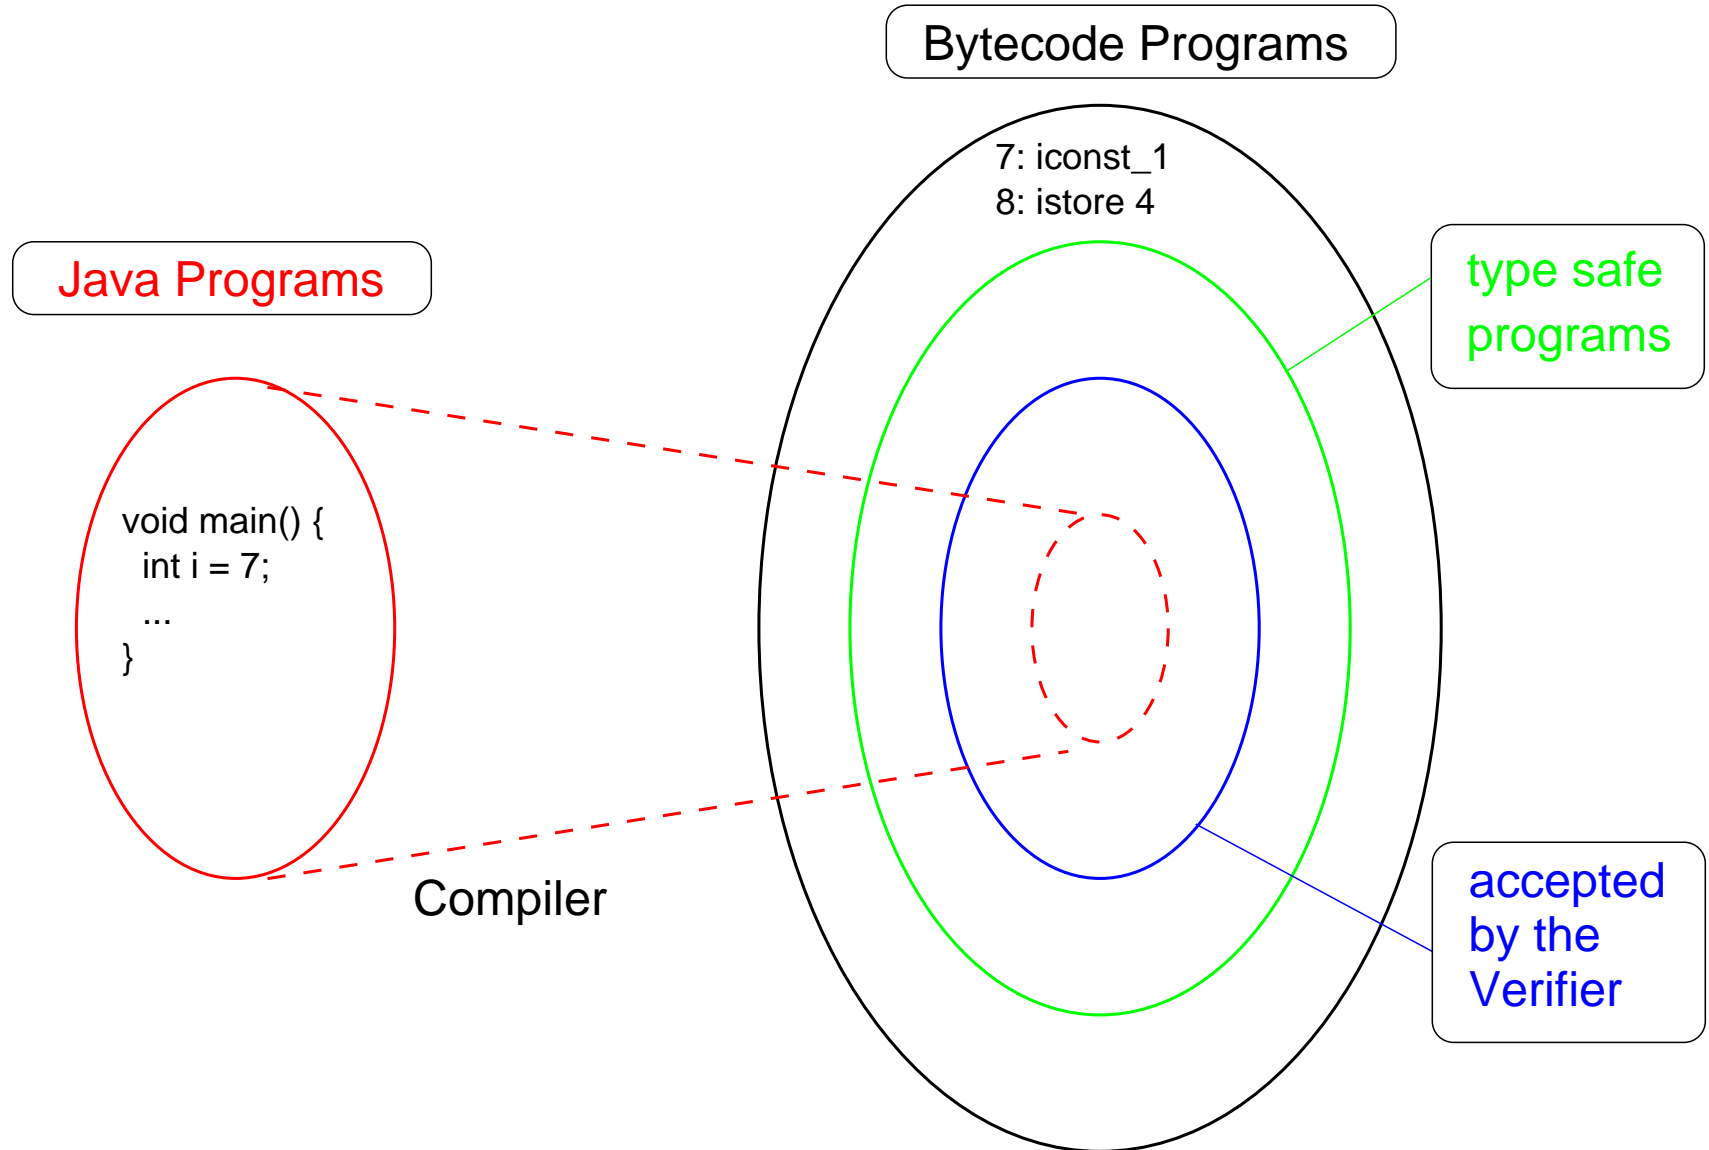 Bytecode Programs
7: iconst_1
8: istore 4
Java Programs
type safe
programs
void main() {
int i = 7;
...
}
Compiler
accepted
by the
Verifier